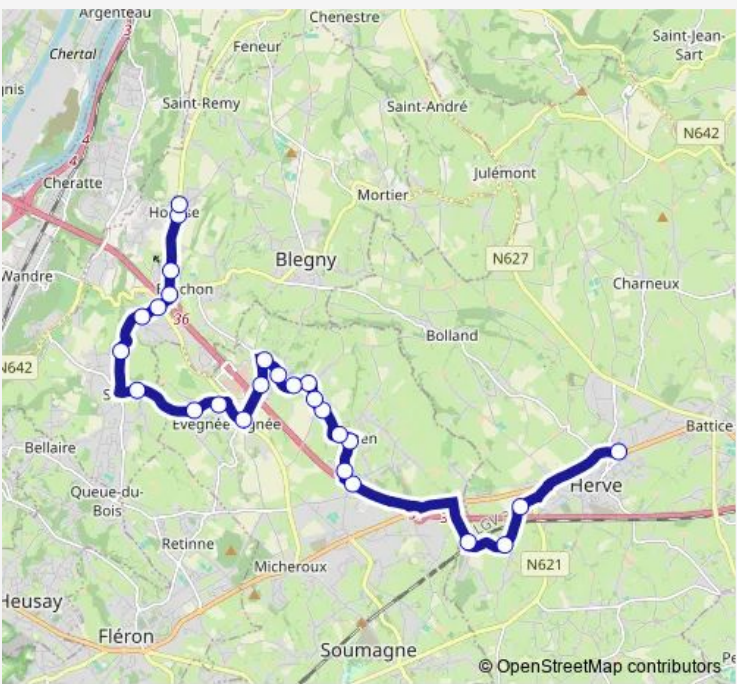 Argenteau
Chenestre
Chertal
Feneur
Saint-Jean-
Sart
Saint-Remy
Saint-André
N642
Cheratte
Julémont
Mortier
Blegny
N627
Wandre
Charneux
36
Bolland
N642
Battice
Bellaire
Queue-du-
Bois
Herve
Retinne
Micheroux
N621
Heusay
Fléron
Soumagne
© OpenStreetMap contributors